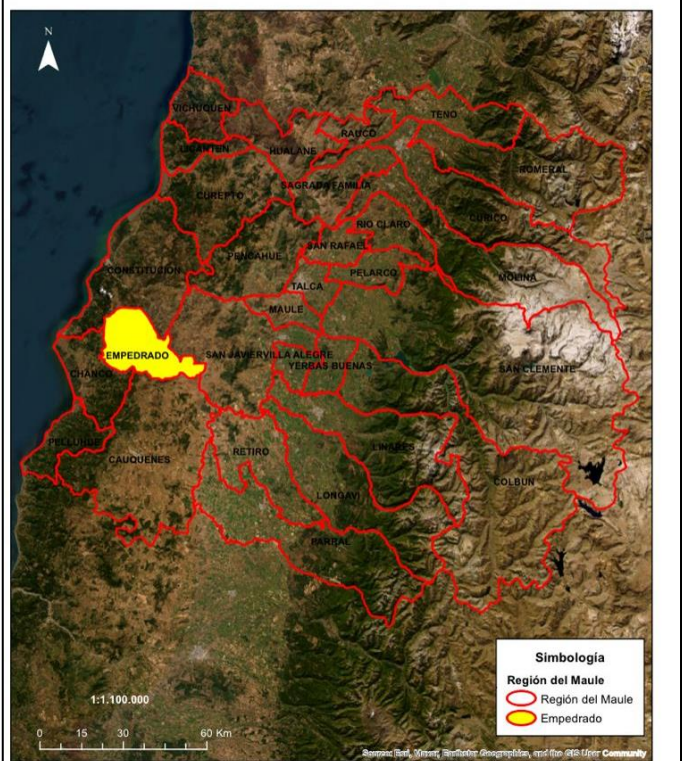 N
VICHUQUEN
TENO
RAUCO
LICANTEN
HUALAÑE
ROMERAL
SAGRADA FAMILIA
CUREPTO
CURICO
RIO CLARO
SAN RAFAEL
PENCAHUE
CONSTITUCION
PELARCO
MOLINA
TALCA
MAULE
EMPEDRADO
SAN JAVIER VILLA ALEGRE
YERBAS BUENAS
SAN CLEMENTE
CHANCO
PELLUHUE
CAUQUENES
RETIRO
LINARES
COLBUN
LONGAVI
PARRAL
Simbología
Región del Maule
Región del Maule
Empedrado
1:1.100.000
0 15 30 60 Km
Source: Esri, Maxar, Earthstar Geographics, and the GIS User Community